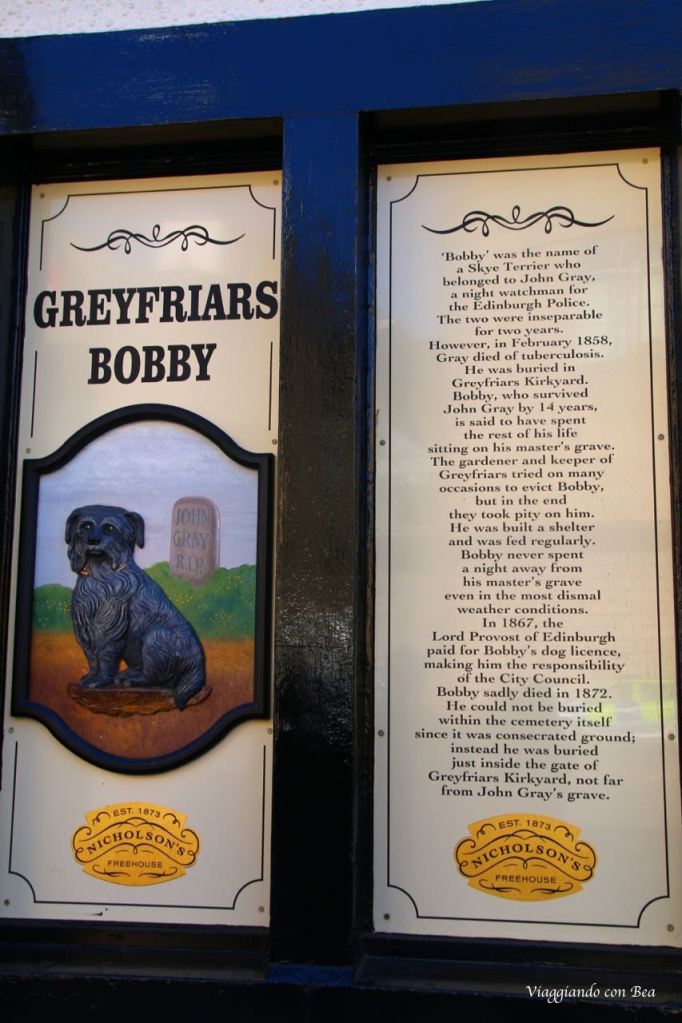 GREYFRIARS
BOBBY
JOHN
GRAY
R.I.P.
EST. 1873
NICHOLSON'S
FREEHOUSE
'Bobby' was the name of
a Skye Terrier who
belonged to John Gray,
a night watchman for
the Edinburgh Police.
The two were inseparable
for two years.
However, in February 1858,
Gray died of tuberculosis.
He was buried in
Greyfriars Kirkyard.
Bobby, who survived
John Gray by 14 years,
is said to have spent
the rest of his life
sitting on his master's grave.
The gardener and keeper of
Greyfriars tried on many
occasions to evict Bobby,
but in the end
they took pity on him.
He was built a shelter
and was fed regularly.
Bobby never spent
a night away from
his master's grave
even in the most dismal
weather conditions.
In 1867, the
Lord Provost of Edinburgh
paid for Bobby's dog licence,
making him the responsibility
of the City Council.
Bobby sadly died in 1872.
He could not be buried
within the cemetery itself
since it was consecrated ground;
instead he was buried
just inside the gate of
Greyfriars Kirkyard, not far
from John Gray's grave.
EST. 1873
NICHOLSON'S
FREEHOUSE
Viaggiando con Bea